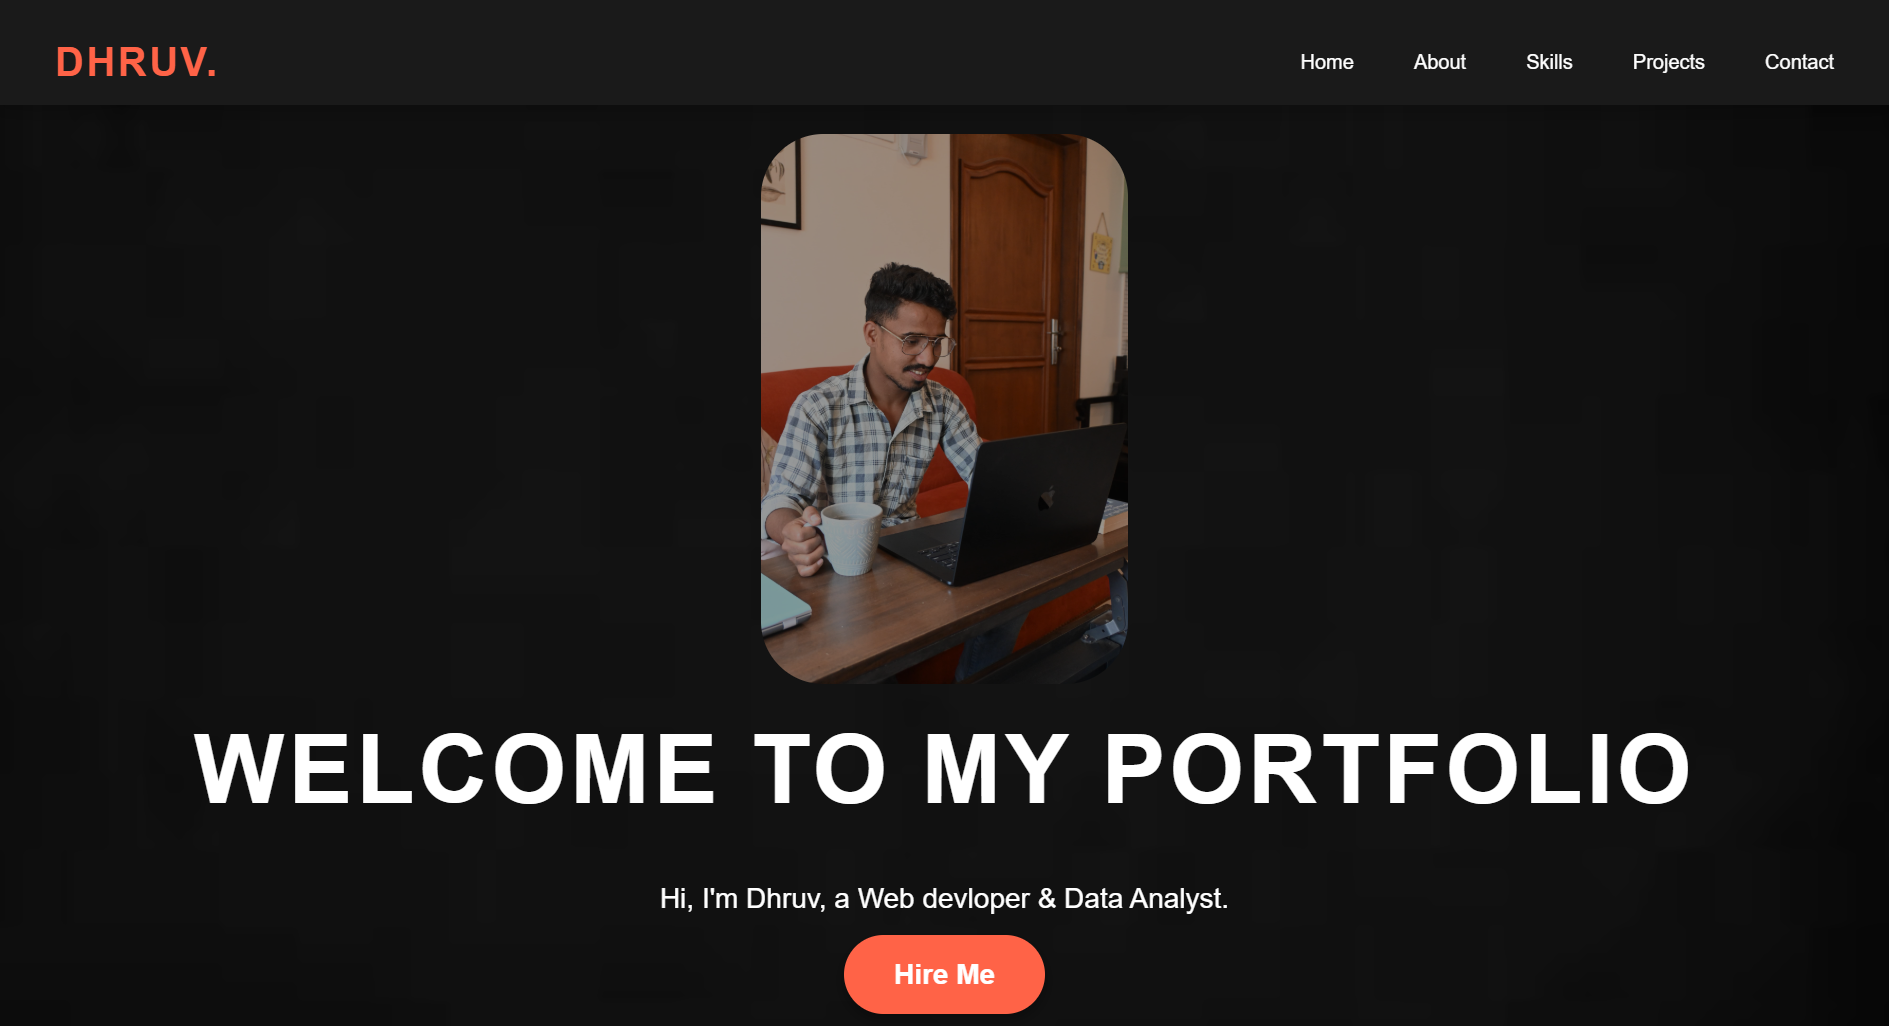 DHRUV.
Home About Skills Projects Contact
WELCOME TO MY PORTFOLIO
Hi, I'm Dhruv, a Web devloper & Data Analyst.
Hire Me